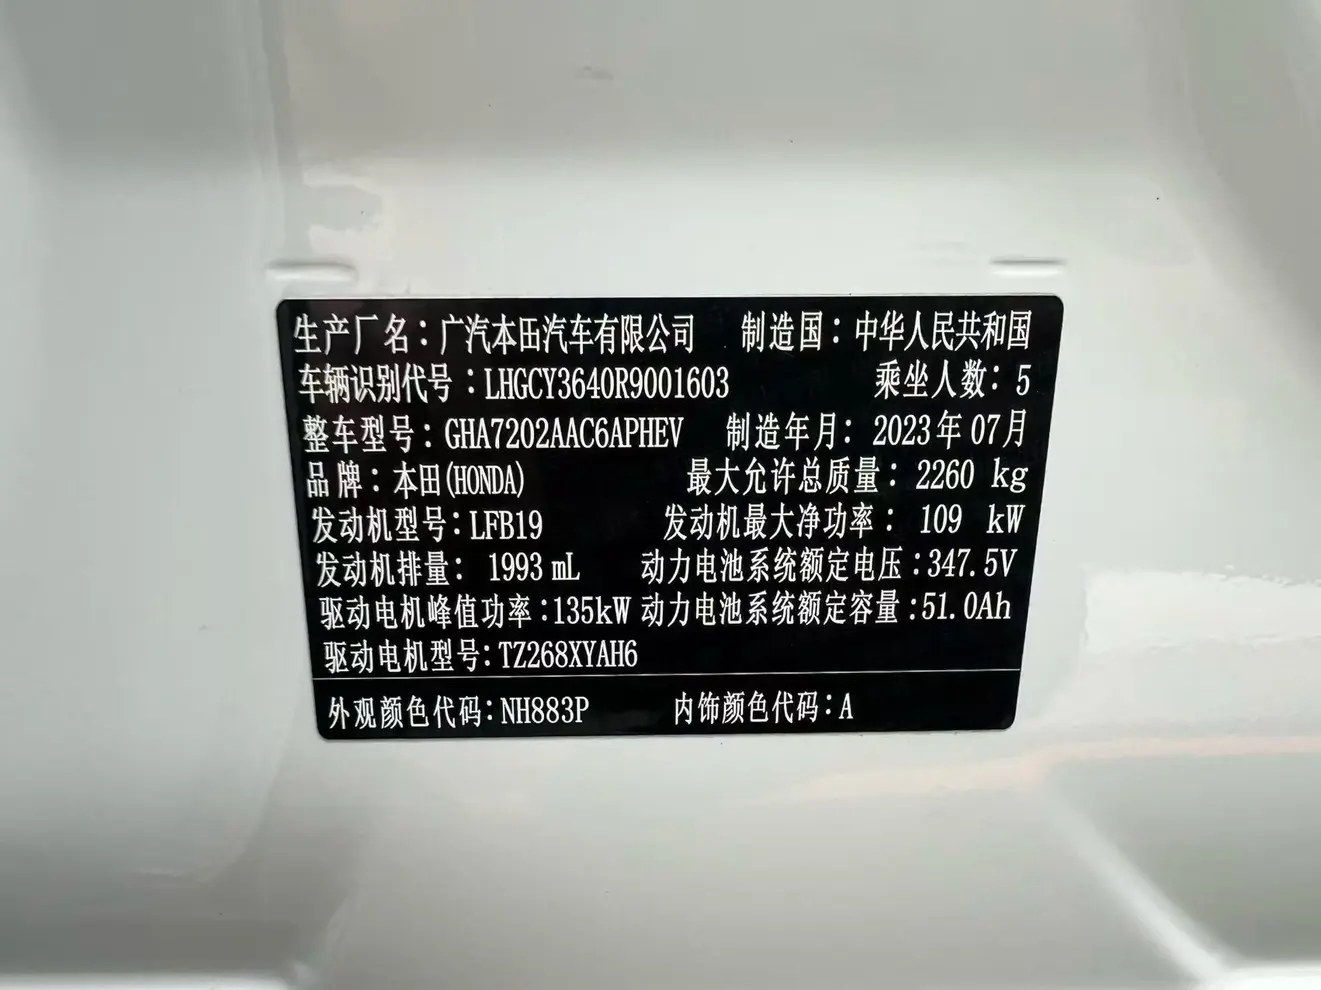 生产厂名：广汽本田汽车有限公司 制造国：中华人民共和国
车辆识别代号：LHGCY3640R9001603 乘坐人数：5
整车型号：GHA7202AAC6APHEV 制造年月：2023年07月
品牌：本田(HONDA) 最大允许总质量：2260 kg
发动机型号：LFB19 发动机最大净功率：109 kW
发动机排量：1993 mL 动力电池系统额定电压：347.5V
驱动电机峰值功率：135kW 动力电池系统额定容量：51.0Ah
驱动电机型号：TZ268XYAH6
外观颜色代码：NH883P 内饰颜色代码：A